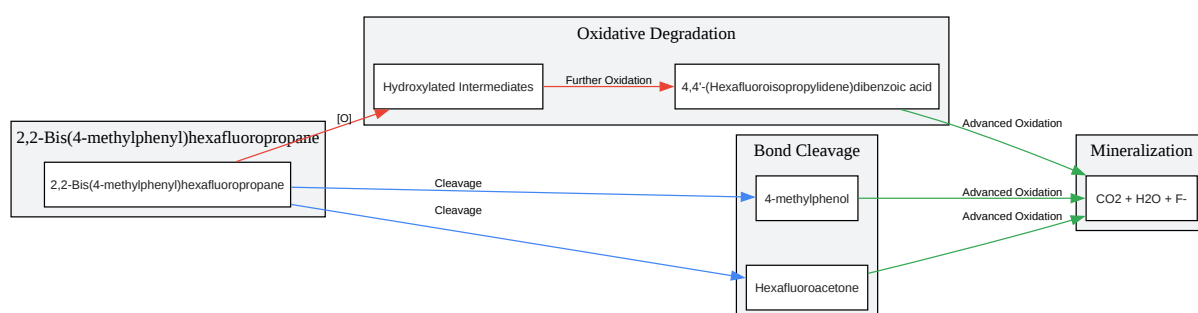 Oxidative Degradation
Hydroxylated Intermediates
Further Oxidation
4,4'-(Hexafluoroisopropylidene)dibenzoic acid
[O]
2,2-Bis(4-methylphenyl)hexafluoropropane
2,2-Bis(4-methylphenyl)hexafluoropropane
Cleavage
Cleavage
Bond Cleavage
4-methylphenol
Hexafluoroacetone
Advanced Oxidation
Advanced Oxidation
Advanced Oxidation
Mineralization
CO2 + H2O + F-